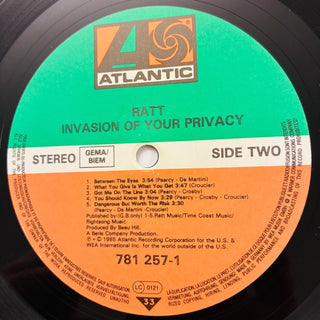 ATLANTIC
RATT
INVASION OF YOUR PRIVACY
STEREO
GEMA/
BIEM
SIDE TWO
1. Between The Eyes 3:54 (Pearcy - De Martini)
2. What You Give Is What You Get 3:47 (Croucier)
3. Got Me On The Line 3:04 (Pearcy - Crosby)
4. You Should Know By Now 3:29 (Pearcy - Crosby - Croucier)
5. Dangerous But Worth The Risk 3:30
(Pearcy - De Martini - Croucier)
Published by (G.B.only) 1-5.Ratt Music/Time Coast Music/
Rightsong Music
Produced by Beau Hill.
A Berle Company Production
℗ + © 1985 Atlantic Recording Corporation for the U.S. &
WEA International Inc. for the world outside of the U.S.
781 257-1
LC 0121
33